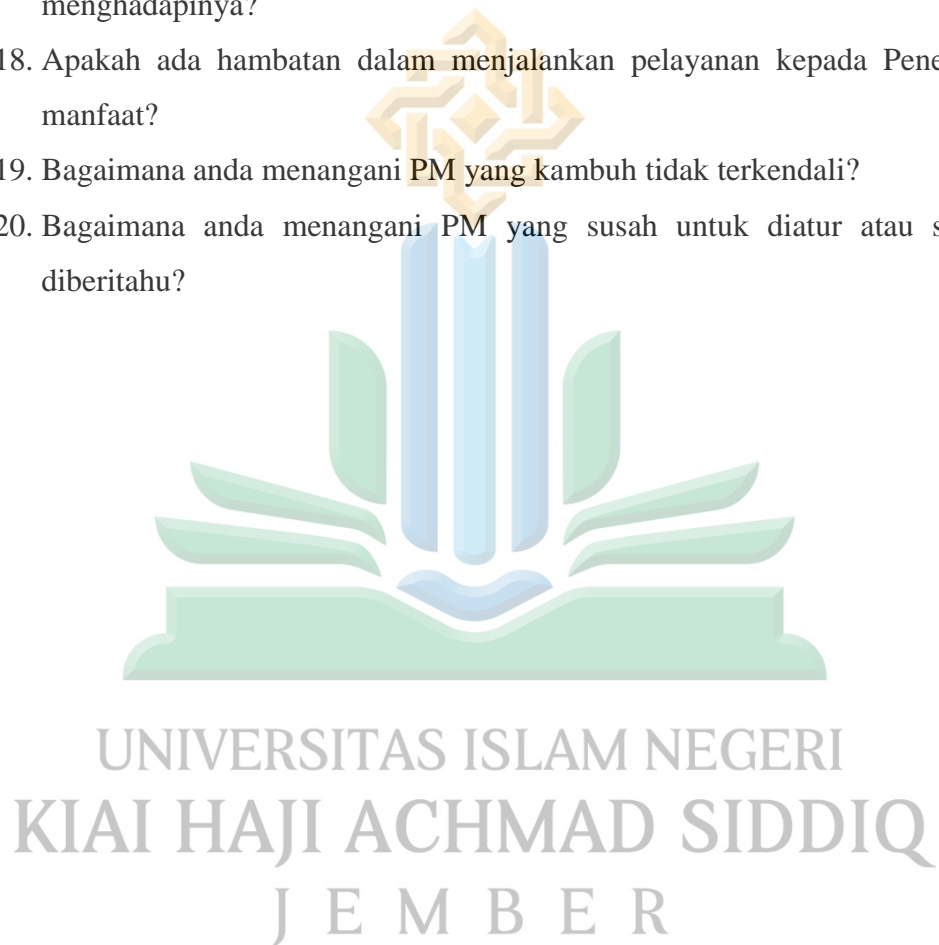 menghadapinya?
18. Apakah ada hambatan dalam menjalankan pelayanan kepada
manfaat?
19. Bagaimana anda menangani PM yang kambuh tidak terkendali?
20. Bagaimana anda menangani PM yang susah untuk diatur atau
diberitahu?
UNIVERSITAS ISLAM NEGERI
KIAI HAJI ACHMAD SIDDIQ
JEMBER